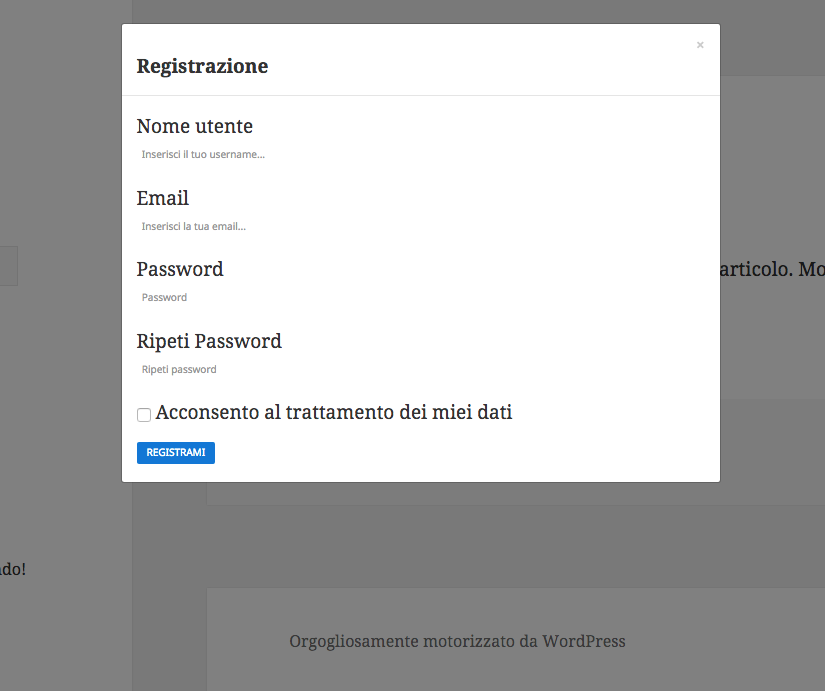 ×
Registrazione
Nome utente
Inserisci il tuo username...
Email
Inserisci la tua email...
Password
Password
articolo. Mo
Ripeti Password
Ripeti password
Acconsento al trattamento dei miei dati
REGISTRAMI
do!
Orgogliosamente motorizzato da WordPress